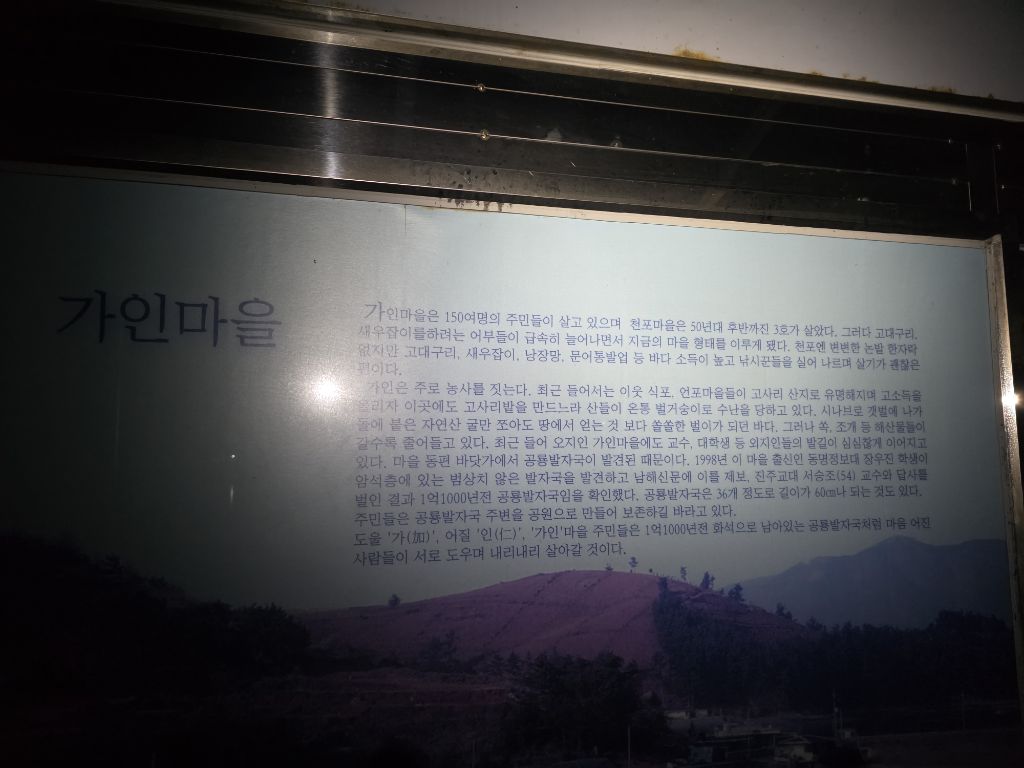 가인마을
가인마을은 150여명의 주민들이 살고 있으며 천포마을은 50년대 후반까진 3호가 살았다. 그러다 고대구리,
새우잡이를하려는 어부들이 급속히 늘어나면서 지금의 마을 형태를 이루게 됐다. 천포엔 변변한 논밭 한자락
없지만 고대구리, 새우잡이, 낭장망, 문어통발업 등 바다 소득이 높고 낚시꾼들을 실어 나르며 살기가 괜찮은
편이다.
가인은 주로 농사를 짓는다. 최근 들어서는 이웃 식포, 언포마을들이 고사리 산지로 유명해지며 고소득을
올리자 이곳에도 고사리밭을 만드느라 산들이 온통 벌거숭이로 수난을 당하고 있다. 시나브로 갯벌에 나가
돌에 붙은 자연산 굴만 쪼아도 땅에서 얻는 것 보다 쏠쏠한 벌이가 되던 바다. 그러나 쏙, 조개 등 해산물들이
갈수록 줄어들고 있다. 최근 들어 오지인 가인마을에도 교수, 대학생 등 외지인들의 발길이 심심찮게 이어지고
있다. 마을 동편 바닷가에서 공룡발자국이 발견된 때문이다. 1998년 이 마을 출신인 동명정보대 장우진 학생이
암석층에 있는 범상치 않은 발자국을 발견하고 남해신문에 이를 제보, 진주교대 서승조(54) 교수와 답사를
벌인 결과 1억1000년전 공룡발자국임을 확인했다. 공룡발자국은 36개 정도로 길이가 60㎝나 되는 것도 있다.
주민들은 공룡발자국 주변을 공원으로 만들어 보존하길 바라고 있다.
도울 '가(加)', 어질 '인(仁)', '가인'마을 주민들은 1억1000년전 화석으로 남아있는 공룡발자국처럼 마음 어진
사람들이 서로 도우며 내리내리 살아갈 것이다.